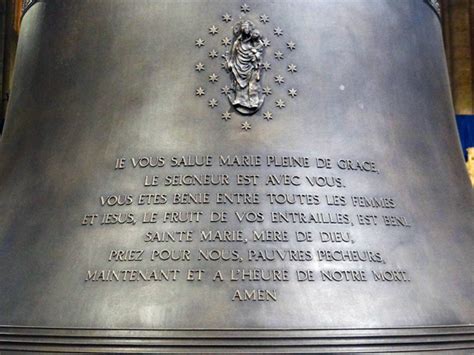 JE VOUS SALUE MARIE PLEINE DE GRACE,
LE SEIGNEUR EST AVEC VOUS.
VOUS ETES BENIE ENTRE TOUTES LES FEMMES
ET JESUS, LE FRUIT DE VOS ENTRAILLES, EST BENI.
SAINTE MARIE, MERE DE DIEU,
PRIEZ POUR NOUS, PAUVRES PECHEURS,
MAINTENANT ET A L'HEURE DE NOTRE MORT.
AMEN